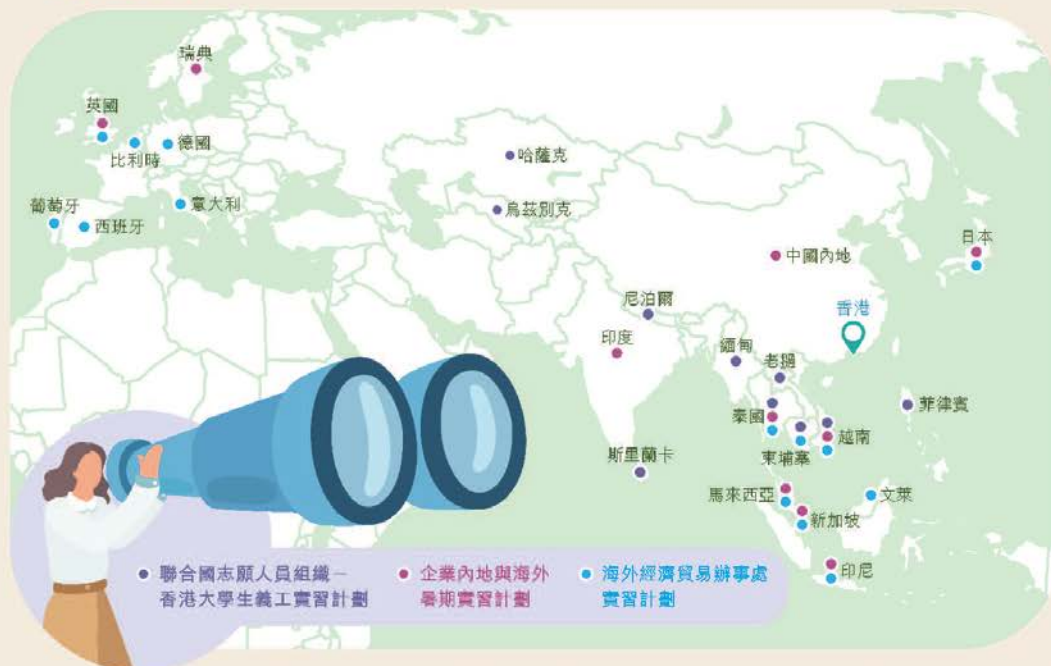 瑞典
英國
比利時
德國
葡萄牙
西班牙
意大利
哈薩克
烏茲別克
中國內地
日本
香港
尼泊爾
印度
緬甸
老撾
菲律賓
泰國
越南
柬埔寨
斯里蘭卡
馬來西亞
文萊
新加坡
印尼
聯合國志願人員組織－
香港大學生義工實習計劃
企業內地與海外
暑期實習計劃
海外經濟貿易辦事處
實習計劃